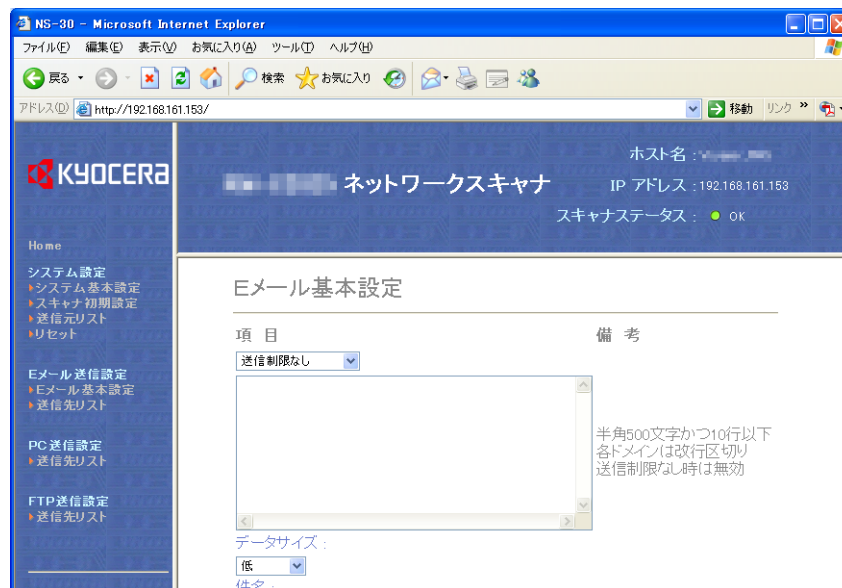 NS-30 - Microsoft Internet Explorer
ファイル(F) 編集(E) 表示(V) お気に入り(A) ツール(T) ヘルプ(H)
戻る 検索 お気に入り
アドレス(D) http://192.168.161.153/ 移動 リンク »
KYOCERA
ネットワークスキャナ
ホスト名 :
IP アドレス : 192.168.161.153
スキャナステータス : OK
Home
システム設定
システム基本設定
スキャナ初期設定
送信元リスト
リセット
Eメール送信設定
Eメール基本設定
送信先リスト
PC送信設定
送信先リスト
FTP送信設定
送信先リスト
Eメール基本設定
項 目 備 考
送信制限なし
半角500文字かつ10行以下
各ドメインは改行区切り
送信制限なし時は無効
データサイズ :
低
件名 :